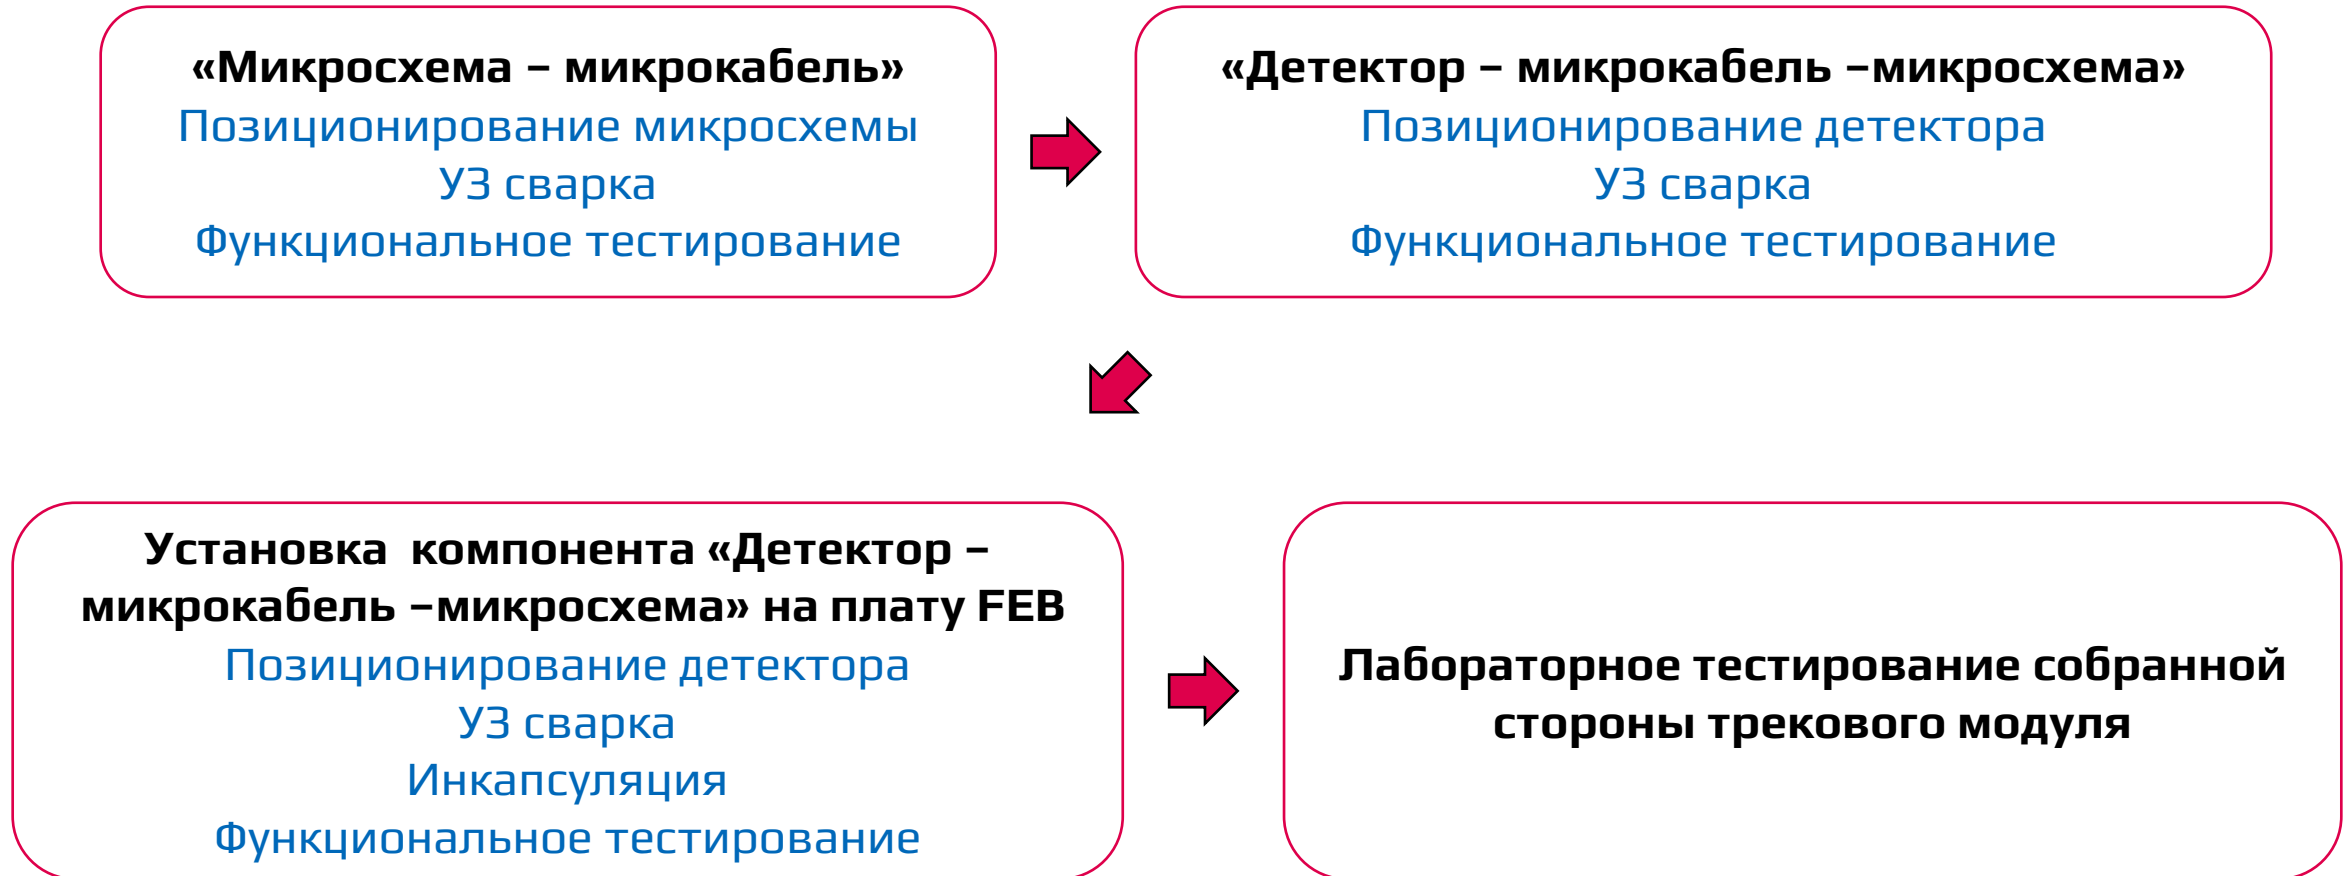 «Микросхема – микрокабель»
Позиционирование микросхемы
УЗ сварка
Функциональное тестирование
«Детектор – микрокабель –микросхема»
Позиционирование детектора
УЗ сварка
Функциональное тестирование
Установка компонента «Детектор –
микрокабель –микросхема» на плату FEB
Позиционирование детектора
УЗ сварка
Инкапсуляция
Функциональное тестирование
Лабораторное тестирование собранной
стороны трекового модуля